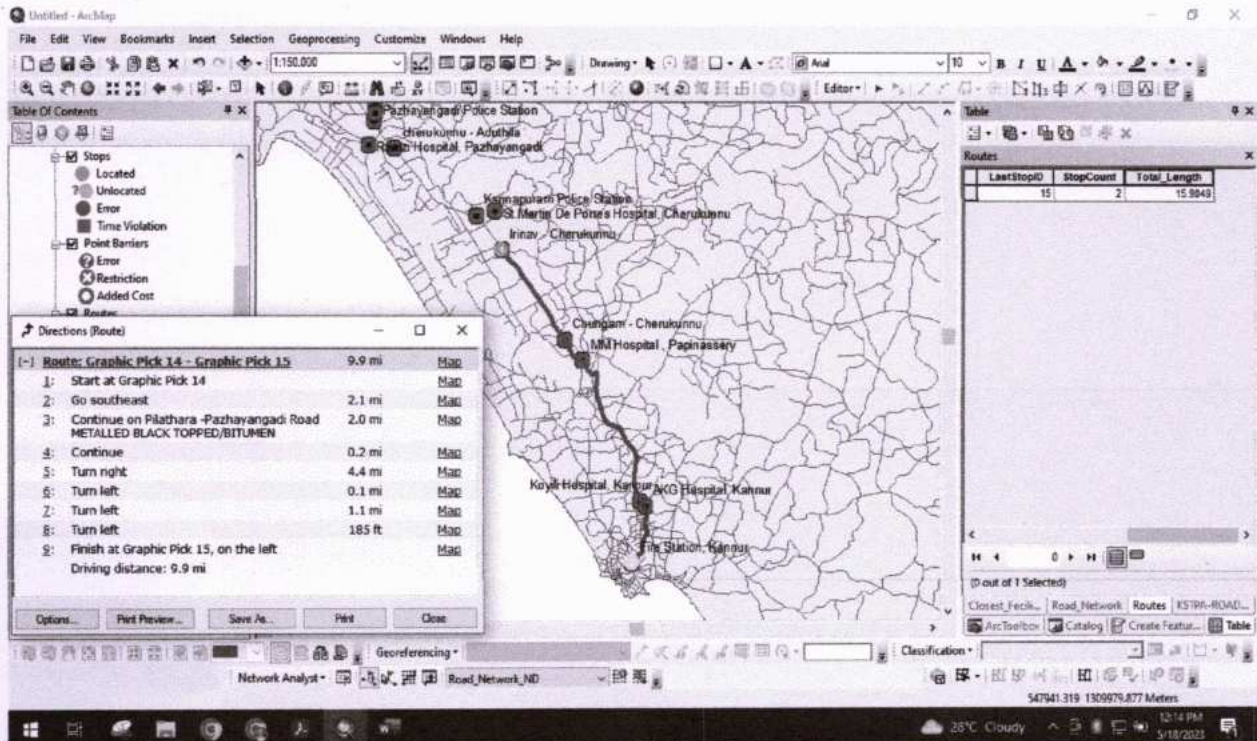 Untitled - ArcMap
File Edit View Bookmarks Insert Selection Geoprocessing Customize Windows Help
1:150,000
Drawing
A
Arial
10
B I U A
Editor
Table Of Contents
Stops
Located
Unlocated
Error
Time Violation
Point Barriers
Error
Restriction
Added Cost
Routes
Pazhayangadi Police Station
cherukunnu - Aduthila
Hospital, Pazhayangadi
Kannapuram Police Station
St.Martin De Porres Hospital, Cherukunnu
Irinav - Cherukunnu
Chungam - Cherukunnu
MM Hospital , Papinassery
Koyili Hospital, Kannur
AKG Hospital, Kannur
Fire Station, Kannur
Directions (Route)
[-] Route: Graphic Pick 14 - Graphic Pick 15 9.9 mi Map
1: Start at Graphic Pick 14 Map
2: Go southeast 2.1 mi Map
3: Continue on Pilathara -Pazhayangadi Road 2.0 mi Map
METALLED BLACK TOPPED/BITUMEN
4: Continue 0.2 mi Map
5: Turn right 4.4 mi Map
6: Turn left 0.1 mi Map
7: Turn left 1.1 mi Map
8: Turn left 185 ft Map
9: Finish at Graphic Pick 15, on the left Map
Driving distance: 9.9 mi
Options... Print Preview... Save As... Print Close
Table
Routes
LastStopID StopCount Total_Length
15 2 15.9849
0
(0 out of 1 Selected)
Closest_Facili... Road_Network Routes KSTPA-ROAD...
ArcToolbox Catalog Create Featur... Table
Georeferencing
Classification
Network Analyst
Road_Network_ND
547941.319 1309979.877 Meters
28°C Cloudy
12:14 PM
5/18/2023